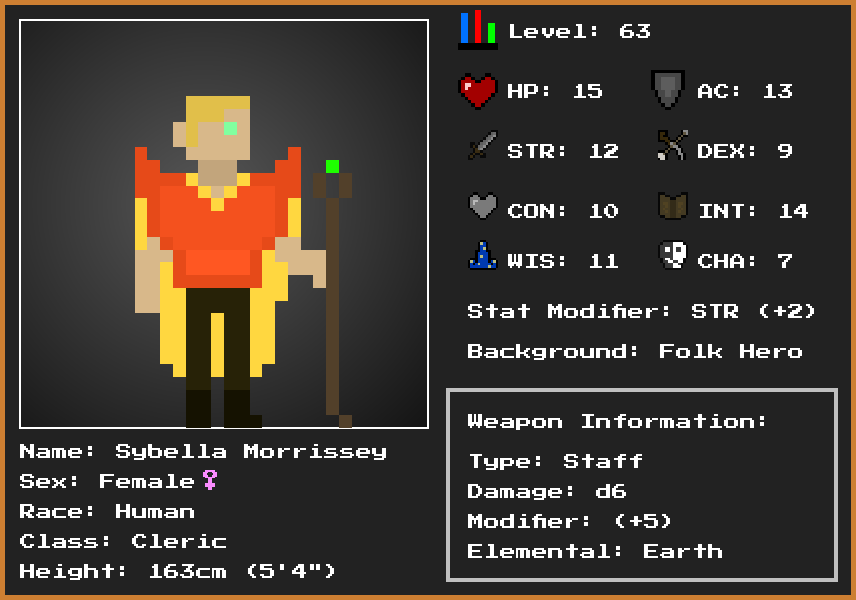 Level: 63
HP: 15 AC: 13
STR: 12 DEX: 9
CON: 10 INT: 14
WIS: 11 CHA: 7
Stat Modifier: STR (+2)
Background: Folk Hero
Weapon Information:
Type: Staff
Damage: d6
Modifier: (+5)
Elemental: Earth
Name: Sybella Morrissey
Sex: Female♀
Race: Human
Class: Cleric
Height: 163cm (5'4")